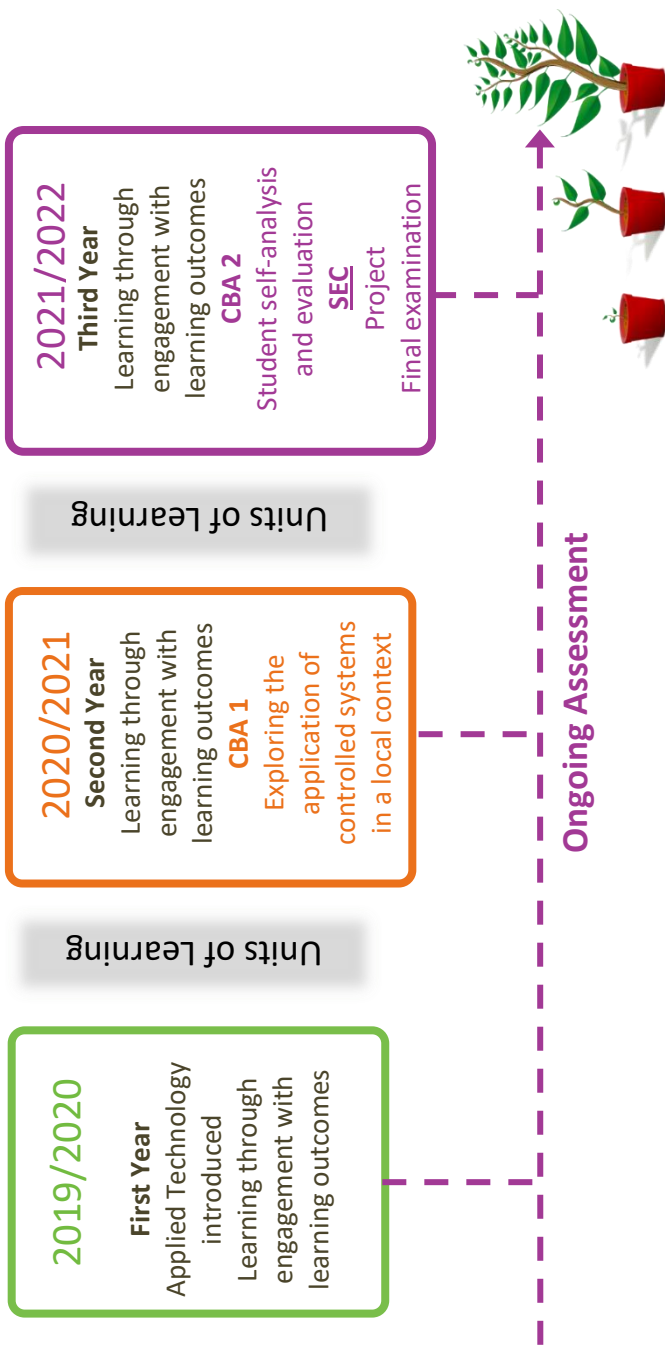 2019/2020
First Year
Applied Technology
introduced
Learning through
engagement with
learning outcomes
Units of Learning
2020/2021
Second Year
Learning through
engagement with
learning outcomes
CBA 1
Exploring the
application of
controlled systems
in a local context
Units of Learning
2021/2022
Third Year
Learning through
engagement with
learning outcomes
CBA 2
Student self-analysis
and evaluation
SEC
Project
Final examination
Ongoing Assessment